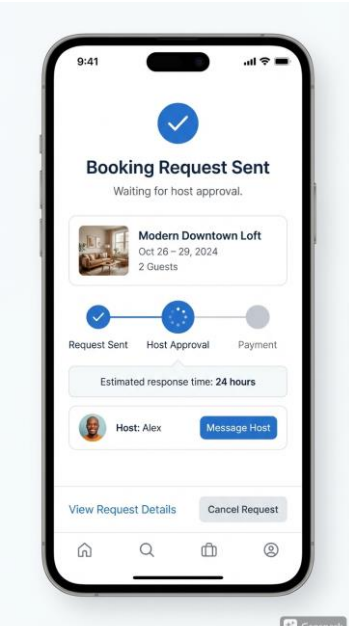 9:41
Booking Request Sent
Waiting for host approval.
Modern Downtown Loft
Oct 26 – 29, 2024
2 Guests
Request Sent
Host Approval
Payment
Estimated response time: 24 hours
Host: Alex
Message Host
View Request Details
Cancel Request